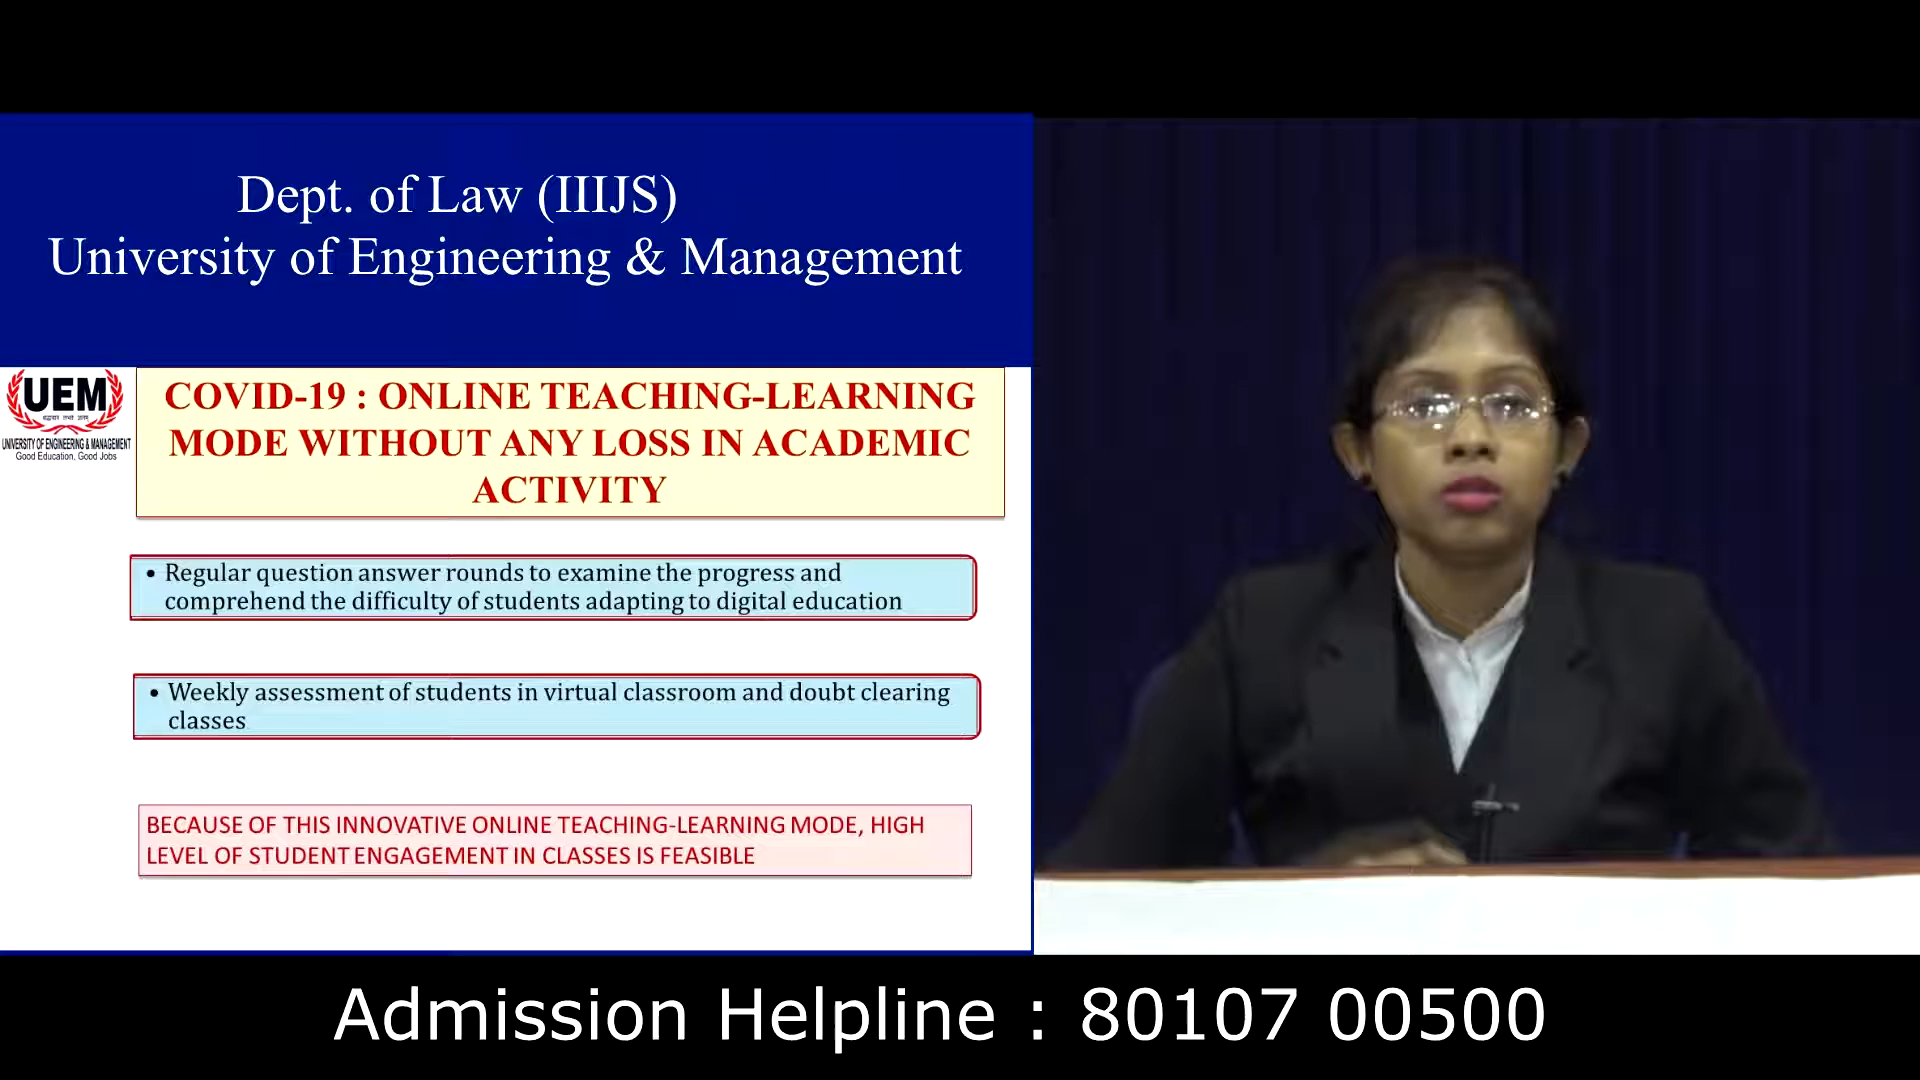 Dept. of Law (IIIJS)
University of Engineering & Management
UEM
UNIVERSITY OF ENGINEERING & MANAGEMENT
Good Education, Good Jobs
COVID-19 : ONLINE TEACHING-LEARNING
MODE WITHOUT ANY LOSS IN ACADEMIC
ACTIVITY
• Regular question answer rounds to examine the progress and
comprehend the difficulty of students adapting to digital education
• Weekly assessment of students in virtual classroom and doubt clearing
classes
BECAUSE OF THIS INNOVATIVE ONLINE TEACHING-LEARNING MODE, HIGH
LEVEL OF STUDENT ENGAGEMENT IN CLASSES IS FEASIBLE
Admission Helpline : 80107 00500